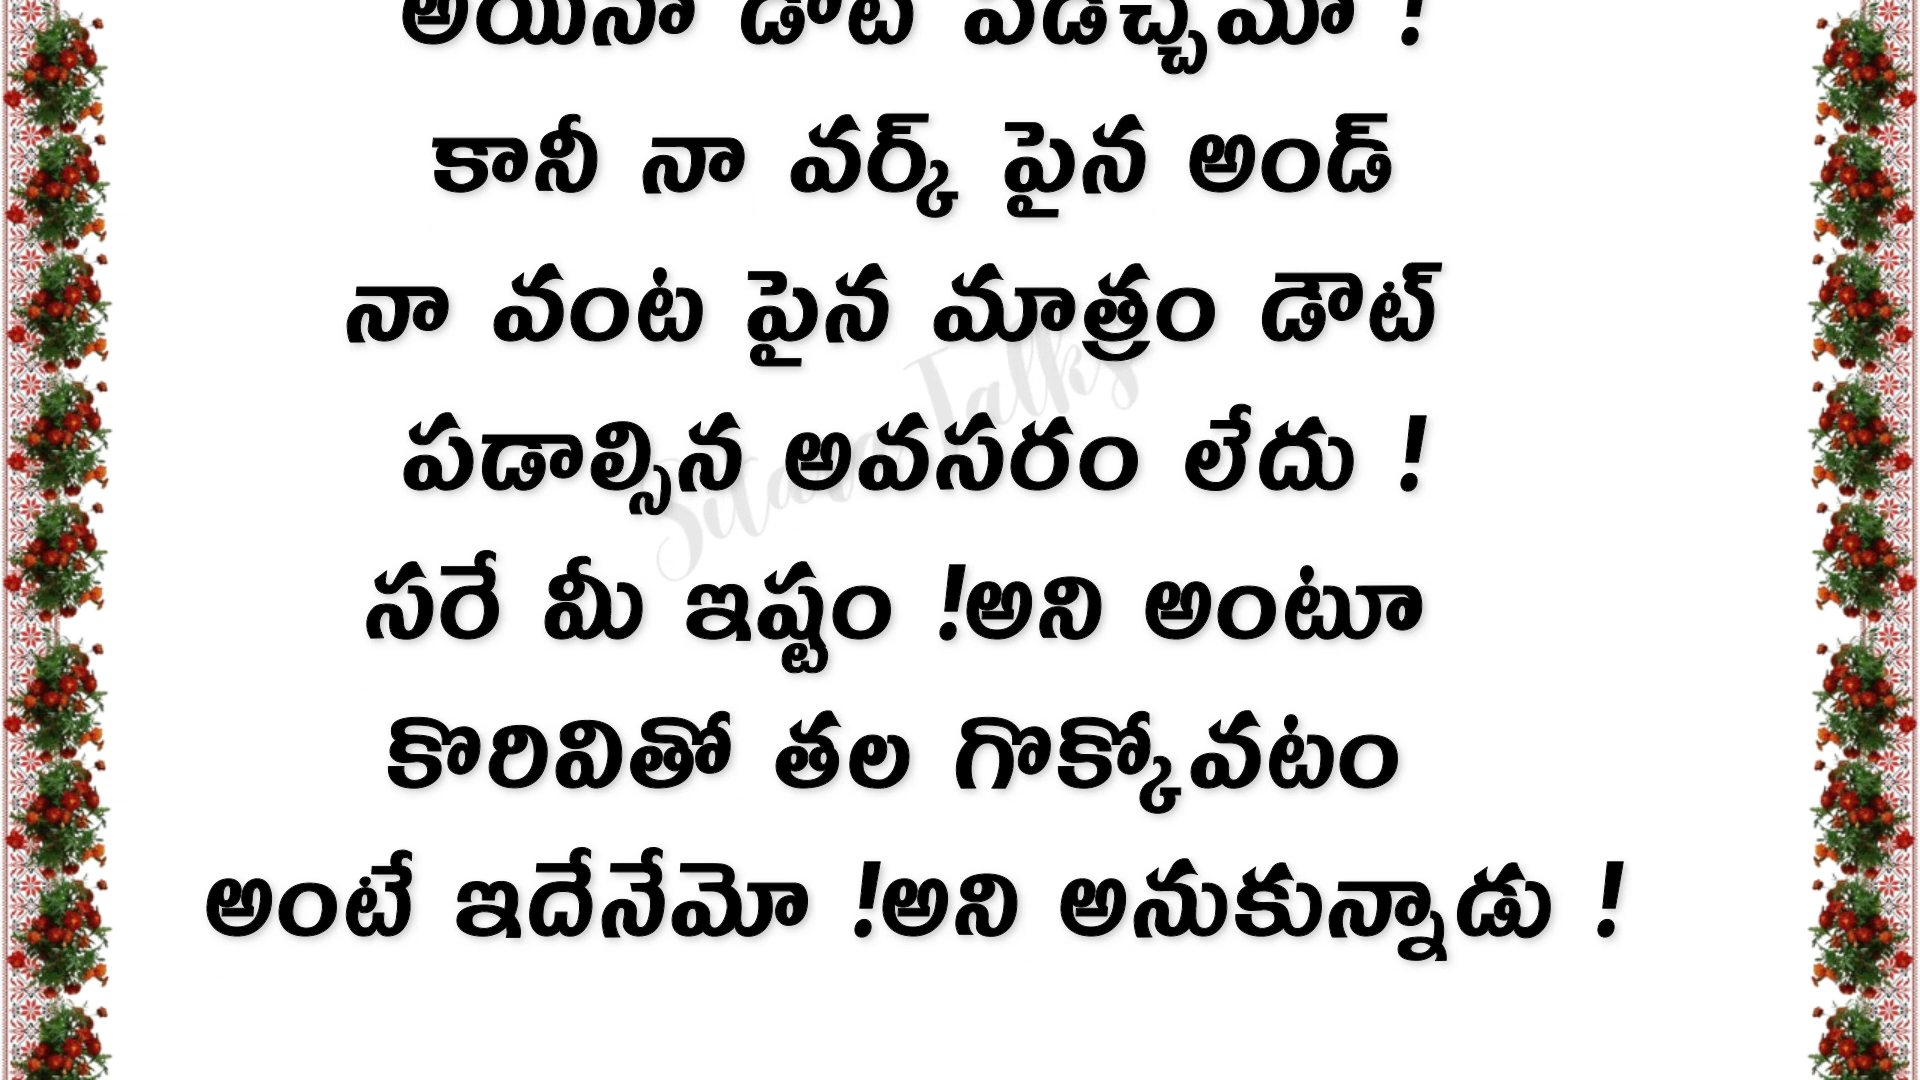 కానీ నా వర్క్ పైన అండ్
నా వంట పైన మాత్రం డౌట్
పడాల్సిన అవసరం లేదు !
సరే మీ ఇష్టం !అని అంటూ
కొరివితో తల గొక్కోవటం
అంటే ఇదేనేమో !అని అనుకున్నాడు !